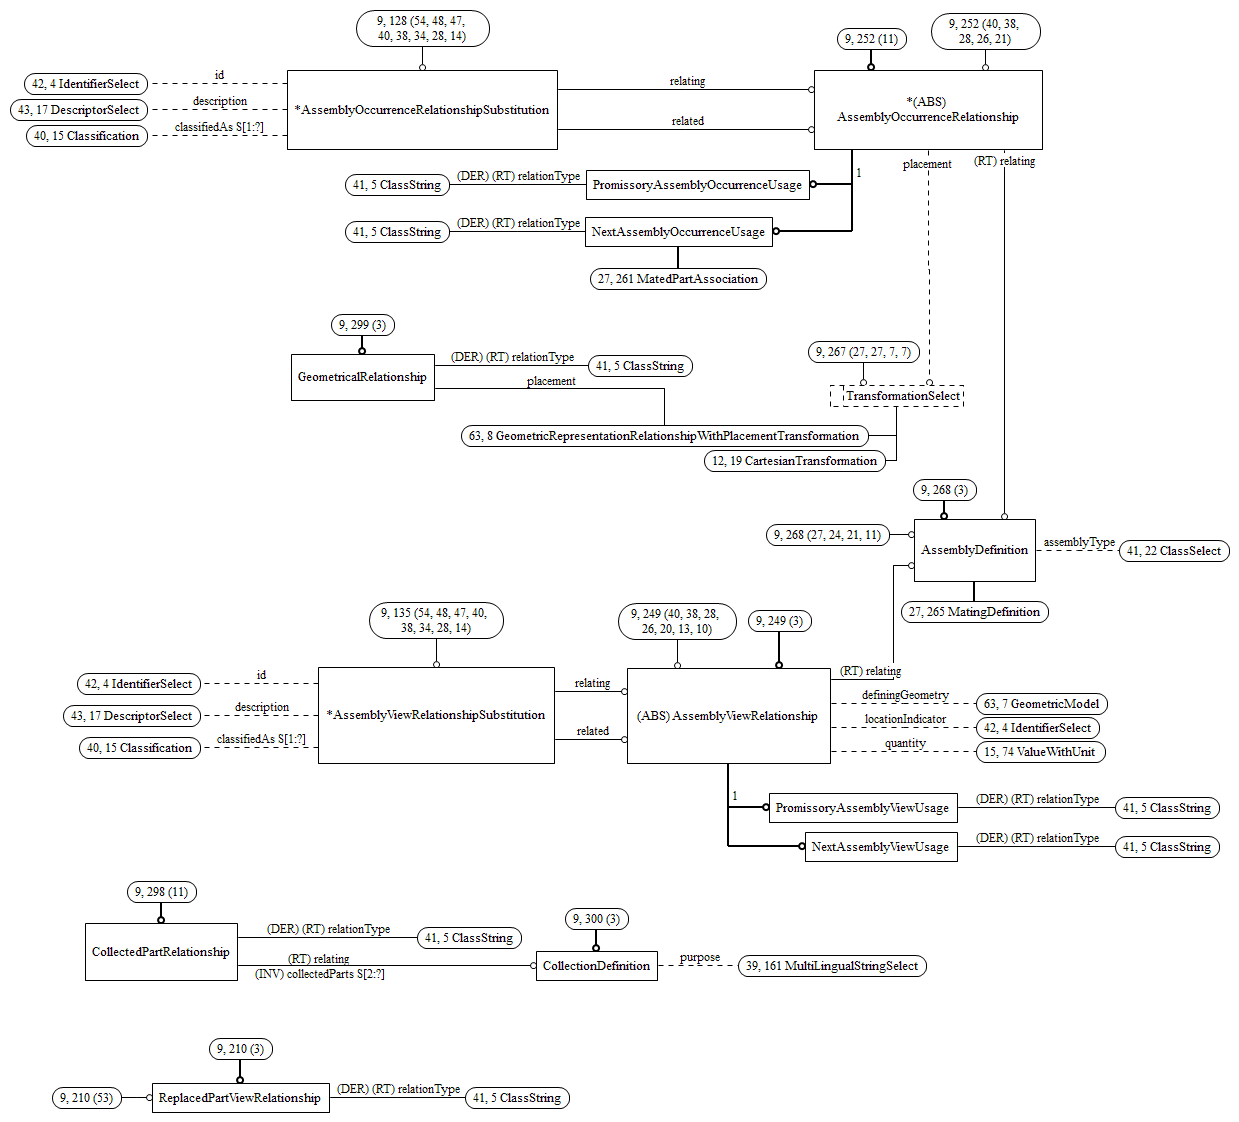 9, 128 (54, 48, 47,
40, 38, 34, 28, 14)
9, 252 (11)
9, 252 (40, 38,
28, 26, 21)
42, 4 IdentifierSelect
id
43, 17 DescriptorSelect
description
40, 15 Classification
classifiedAs S[1:?]
*AssemblyOccurrenceRelationshipSubstitution
relating
related
*(ABS)
AssemblyOccurrenceRelationship
placement
(RT) relating
1
41, 5 ClassString
(DER) (RT) relationType
PromissoryAssemblyOccurrenceUsage
41, 5 ClassString
(DER) (RT) relationType
NextAssemblyOccurrenceUsage
27, 261 MatedPartAssociation
9, 299 (3)
GeometricalRelationship
(DER) (RT) relationType
41, 5 ClassString
placement
9, 267 (27, 27, 7, 7)
TransformationSelect
63, 8 GeometricRepresentationRelationshipWithPlacementTransformation
12, 19 CartesianTransformation
9, 268 (3)
9, 268 (27, 24, 21, 11)
AssemblyDefinition
assemblyType
41, 22 ClassSelect
27, 265 MatingDefinition
9, 135 (54, 48, 47, 40,
38, 34, 28, 14)
9, 249 (40, 38, 28,
26, 20, 13, 10)
9, 249 (3)
42, 4 IdentifierSelect
id
43, 17 DescriptorSelect
description
40, 15 Classification
classifiedAs S[1:?]
*AssemblyViewRelationshipSubstitution
relating
related
(ABS) AssemblyViewRelationship
(RT) relating
definingGeometry
63, 7 GeometricModel
locationIndicator
42, 4 IdentifierSelect
quantity
15, 74 ValueWithUnit
1
PromissoryAssemblyViewUsage
(DER) (RT) relationType
41, 5 ClassString
NextAssemblyViewUsage
(DER) (RT) relationType
41, 5 ClassString
9, 298 (11)
CollectedPartRelationship
(DER) (RT) relationType
41, 5 ClassString
(RT) relating
(INV) collectedParts S[2:?]
9, 300 (3)
CollectionDefinition
purpose
39, 161 MultiLingualStringSelect
9, 210 (3)
9, 210 (53)
ReplacedPartViewRelationship
(DER) (RT) relationType
41, 5 ClassString